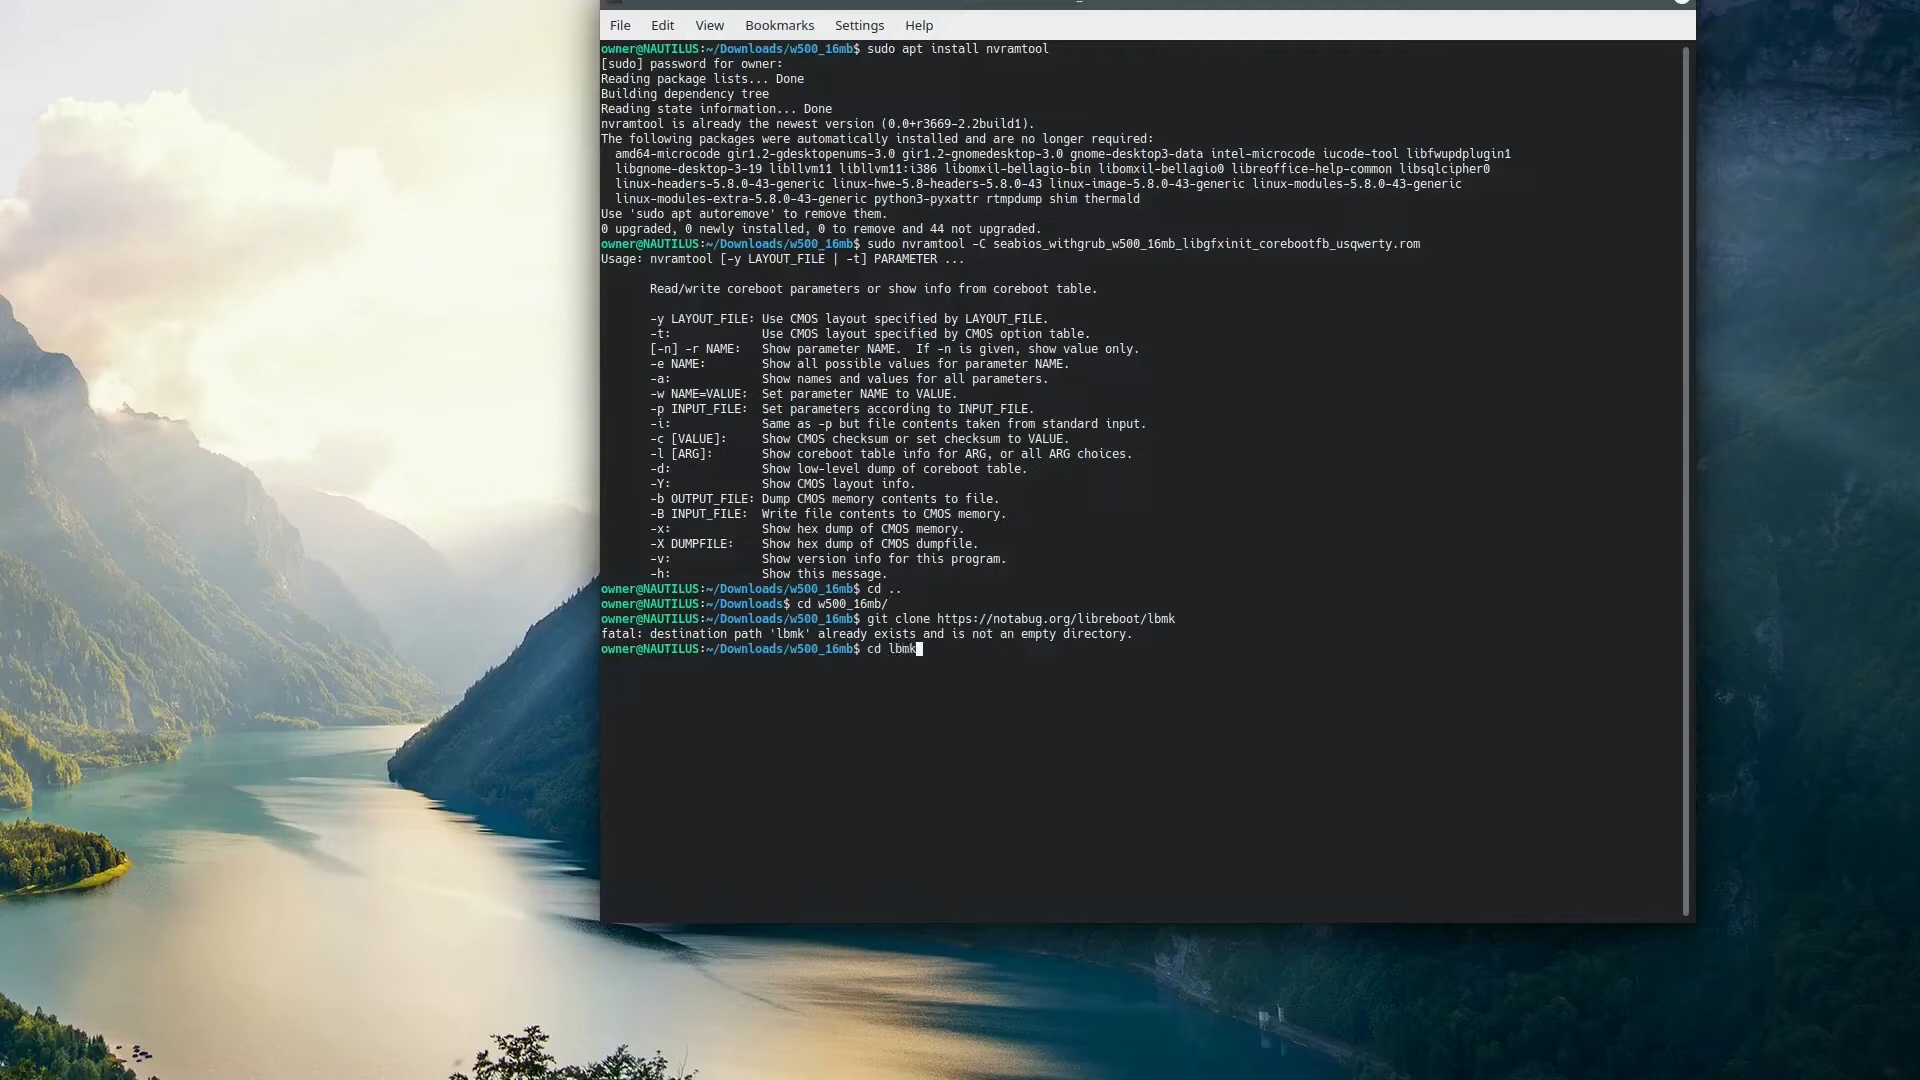 File Edit View Bookmarks Settings Help
owner@NAUTILUS:~/Downloads/w500_16mb$ sudo apt install nvramtool
[sudo] password for owner:
Reading package lists... Done
Building dependency tree
Reading state information... Done
nvramtool is already the newest version (0.0+r3669-2.2build1).
The following packages were automatically installed and are no longer required:
  amd64-microcode gir1.2-gdesktopenums-3.0 gir1.2-gnomedesktop-3.0 gnome-desktop3-data intel-microcode iucode-tool libfwupdplugin1
  libgnome-desktop-3-19 libllvm11 libllvm11:i386 libomxil-bellagio-bin libomxil-bellagio0 libreoffice-help-common libsqlcipher0
  linux-headers-5.8.0-43-generic linux-hwe-5.8-headers-5.8.0-43 linux-image-5.8.0-43-generic linux-modules-5.8.0-43-generic
  linux-modules-extra-5.8.0-43-generic python3-pyxattr rtmpdump shim thermald
Use 'sudo apt autoremove' to remove them.
0 upgraded, 0 newly installed, 0 to remove and 44 not upgraded.
owner@NAUTILUS:~/Downloads/w500_16mb$ sudo nvramtool -C seabios_withgrub_w500_16mb_libgfxinit_corebootfb_usqwerty.rom
Usage: nvramtool [-y LAYOUT_FILE | -t] PARAMETER ...
       Read/write coreboot parameters or show info from coreboot table.
       -y LAYOUT_FILE: Use CMOS layout specified by LAYOUT_FILE.
       -t:             Use CMOS layout specified by CMOS option table.
       [-n] -r NAME:   Show parameter NAME.  If -n is given, show value only.
       -e NAME:        Show all possible values for parameter NAME.
       -a:             Show names and values for all parameters.
       -w NAME=VALUE:  Set parameter NAME to VALUE.
       -p INPUT_FILE:  Set parameters according to INPUT_FILE.
       -i:             Same as -p but file contents taken from standard input.
       -c [VALUE]:     Show CMOS checksum or set checksum to VALUE.
       -l [ARG]:       Show coreboot table info for ARG, or all ARG choices.
       -d:             Show low-level dump of coreboot table.
       -Y:             Show CMOS layout info.
       -b OUTPUT_FILE: Dump CMOS memory contents to file.
       -B INPUT_FILE:  Write file contents to CMOS memory.
       -x:             Show hex dump of CMOS memory.
       -X DUMPFILE:    Show hex dump of CMOS dumpfile.
       -v:             Show version info for this program.
       -h:             Show this message.
owner@NAUTILUS:~/Downloads/w500_16mb$ cd ..
owner@NAUTILUS:~/Downloads$ cd w500_16mb/
owner@NAUTILUS:~/Downloads/w500_16mb$ git clone https://notabug.org/libreboot/lbmk
fatal: destination path 'lbmk' already exists and is not an empty directory.
owner@NAUTILUS:~/Downloads/w500_16mb$ cd lbmk